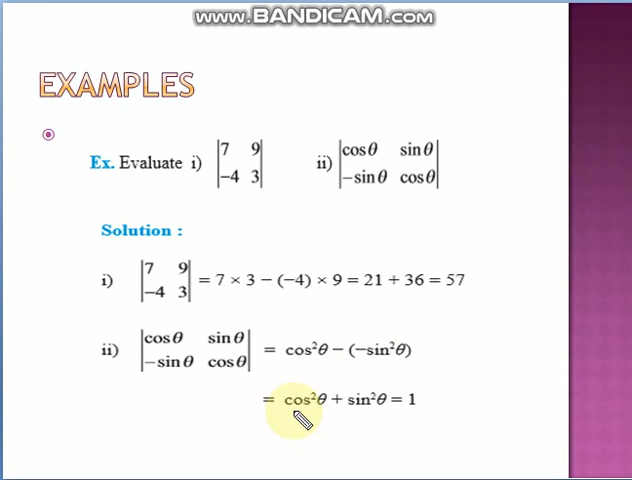 www.BANDICAM.com
EXAMPLES
Ex. Evaluate i) |7 9| ii) |cosθ sinθ|
|−4 3| |−sinθ cosθ|
Solution :
i) |7 9| = 7 × 3 − (−4) × 9 = 21 + 36 = 57
|−4 3|
ii) |cosθ sinθ| = cos²θ − (−sin²θ)
|−sinθ cosθ|
= cos²θ + sin²θ = 1